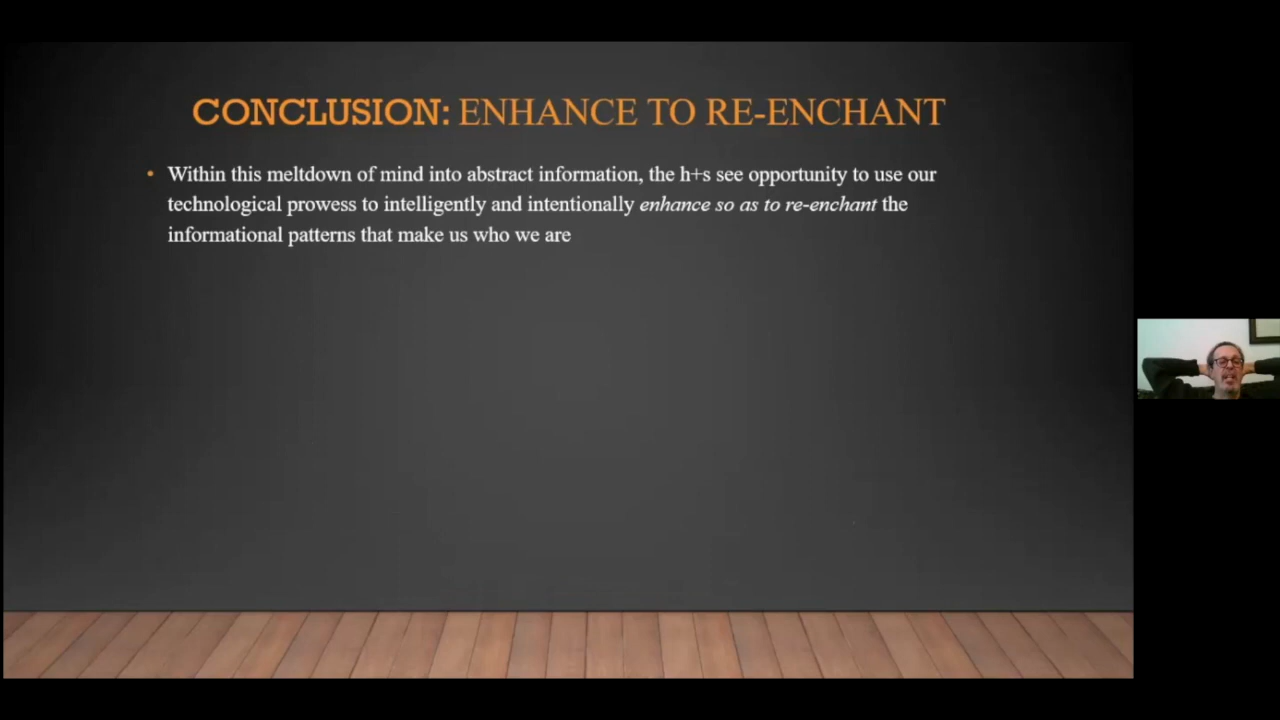 CONCLUSION: ENHANCE TO RE-ENCHANT
• Within this meltdown of mind into abstract information, the h+s see opportunity to use our
technological prowess to intelligently and intentionally enhance so as to re-enchant the
informational patterns that make us who we are